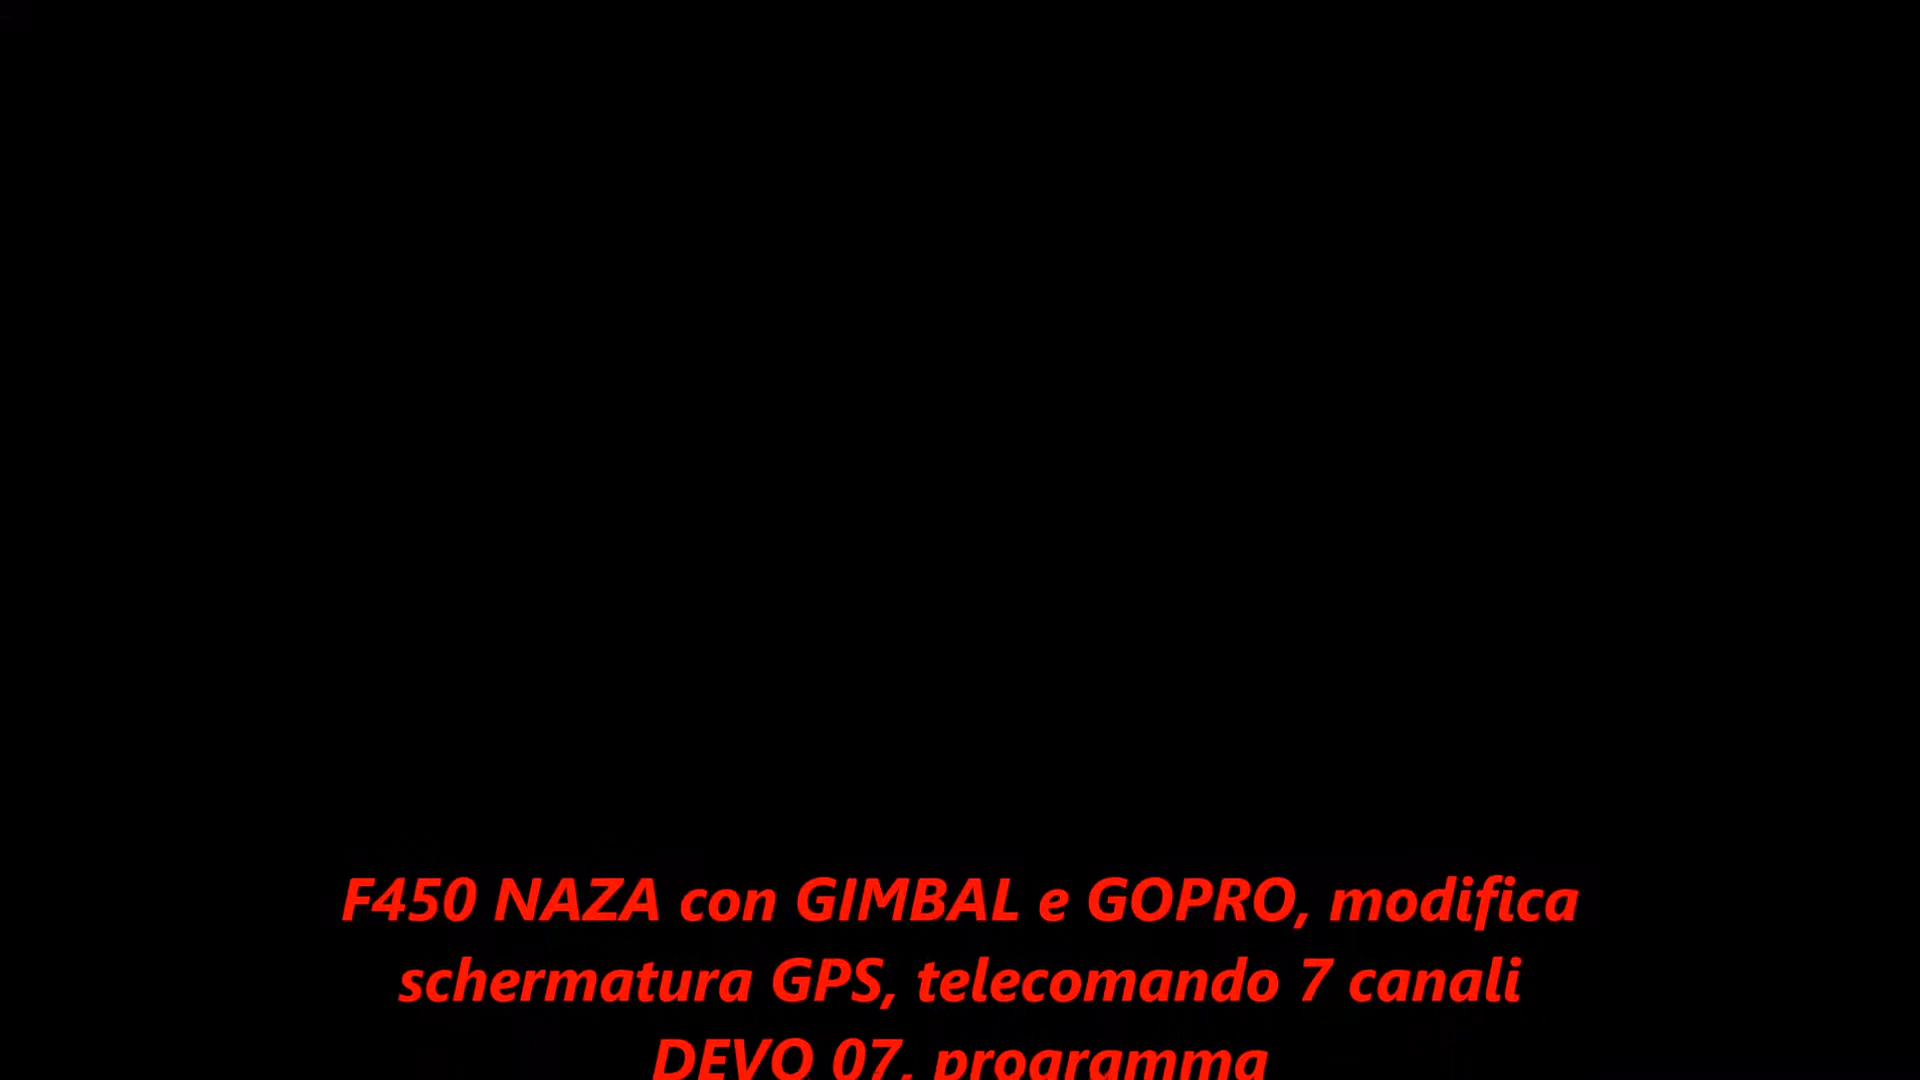 F450 NAZA con GIMBAL e GOPRO, modifica
schermatura GPS, telecomando 7 canali
DEVO 07, programma